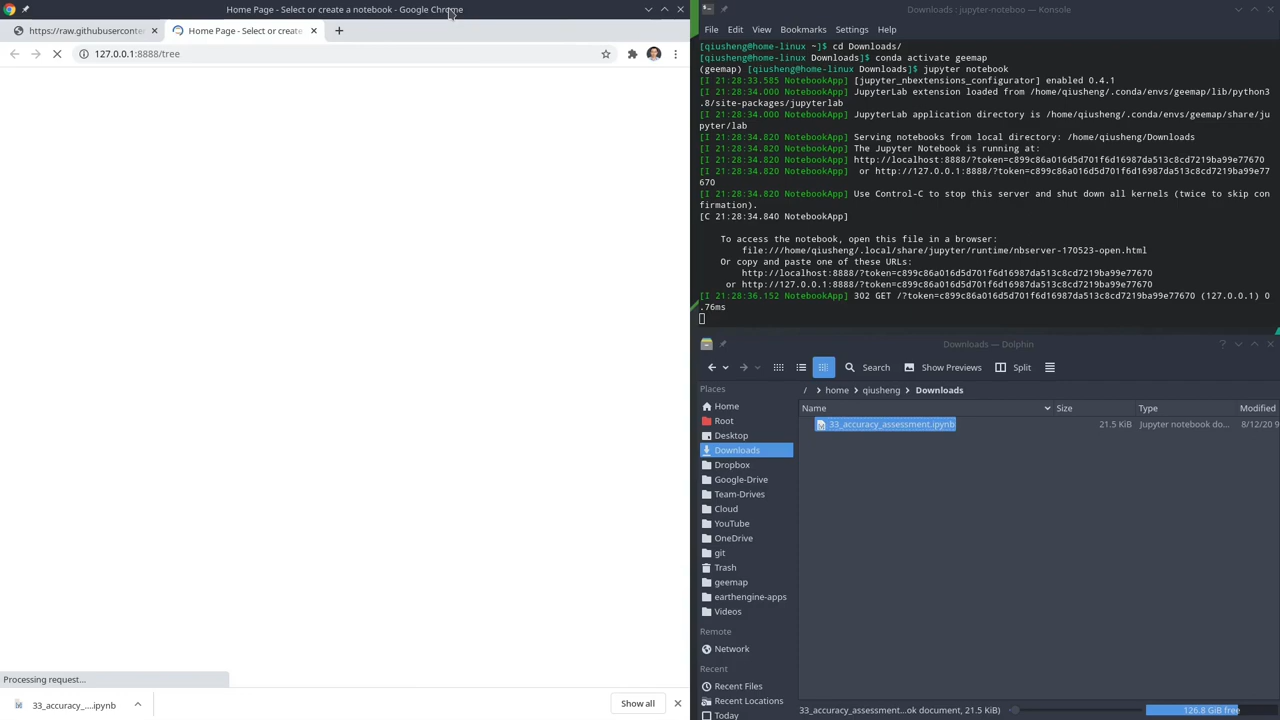 Home Page - Select or create a notebook - Google Chrome
https://raw.githubuserconte
Home Page - Select or create
127.0.0.1:8888/tree
Processing request...
33_accuracy_....ipynb
Show all
Downloads : jupyter-noteboo — Konsole
File Edit View Bookmarks Settings Help
[qiusheng@home-linux ~]$ cd Downloads/
[qiusheng@home-linux Downloads]$ conda activate geemap
(geemap) [qiusheng@home-linux Downloads]$ jupyter notebook
[I 21:28:33.585 NotebookApp] [jupyter_nbextensions_configurator] enabled 0.4.1
[I 21:28:34.000 NotebookApp] JupyterLab extension loaded from /home/qiusheng/.conda/envs/geemap/lib/python3
.8/site-packages/jupyterlab
[I 21:28:34.000 NotebookApp] JupyterLab application directory is /home/qiusheng/.conda/envs/geemap/share/ju
pyter/lab
[I 21:28:34.820 NotebookApp] Serving notebooks from local directory: /home/qiusheng/Downloads
[I 21:28:34.820 NotebookApp] The Jupyter Notebook is running at:
[I 21:28:34.820 NotebookApp] http://localhost:8888/?token=c899c86a016d5d701f6d16987da513c8cd7219ba99e77670
[I 21:28:34.820 NotebookApp]  or http://127.0.0.1:8888/?token=c899c86a016d5d701f6d16987da513c8cd7219ba99e77
670
[I 21:28:34.820 NotebookApp] Use Control-C to stop this server and shut down all kernels (twice to skip con
firmation).
[C 21:28:34.840 NotebookApp]
To access the notebook, open this file in a browser:
file:///home/qiusheng/.local/share/jupyter/runtime/nbserver-170523-open.html
Or copy and paste one of these URLs:
http://localhost:8888/?token=c899c86a016d5d701f6d16987da513c8cd7219ba99e77670
or http://127.0.0.1:8888/?token=c899c86a016d5d701f6d16987da513c8cd7219ba99e77670
[I 21:28:36.152 NotebookApp] 302 GET /?token=c899c86a016d5d701f6d16987da513c8cd7219ba99e77670 (127.0.0.1) 0
.76ms
Downloads — Dolphin
Search Show Previews Split
Places
/ > home > qiusheng > Downloads
Name Size Type Modified
33_accuracy_assessment.ipynb 21.5 KiB Jupyter notebook do... 8/12/20 9
Home
Root
Desktop
Downloads
Dropbox
Google-Drive
Team-Drives
Cloud
YouTube
OneDrive
git
Trash
geemap
earthengine-apps
Videos
Remote
Network
Recent
Recent Files
Recent Locations
Today
33_accuracy_assessment...ok document, 21.5 KiB)
126.8 GiB free